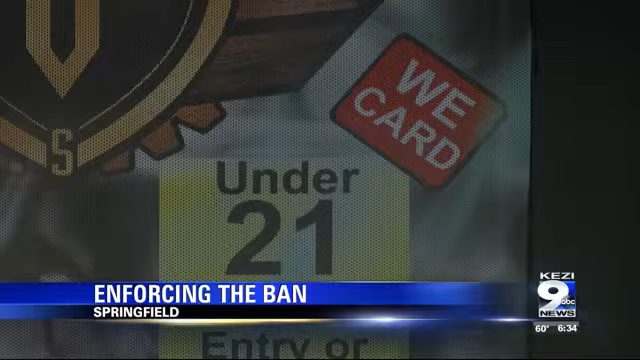 V
S
WE
CARD
Under
21
Entry or
ENFORCING THE BAN
SPRINGFIELD
KEZI
9 abc
NEWS
60° 6:34